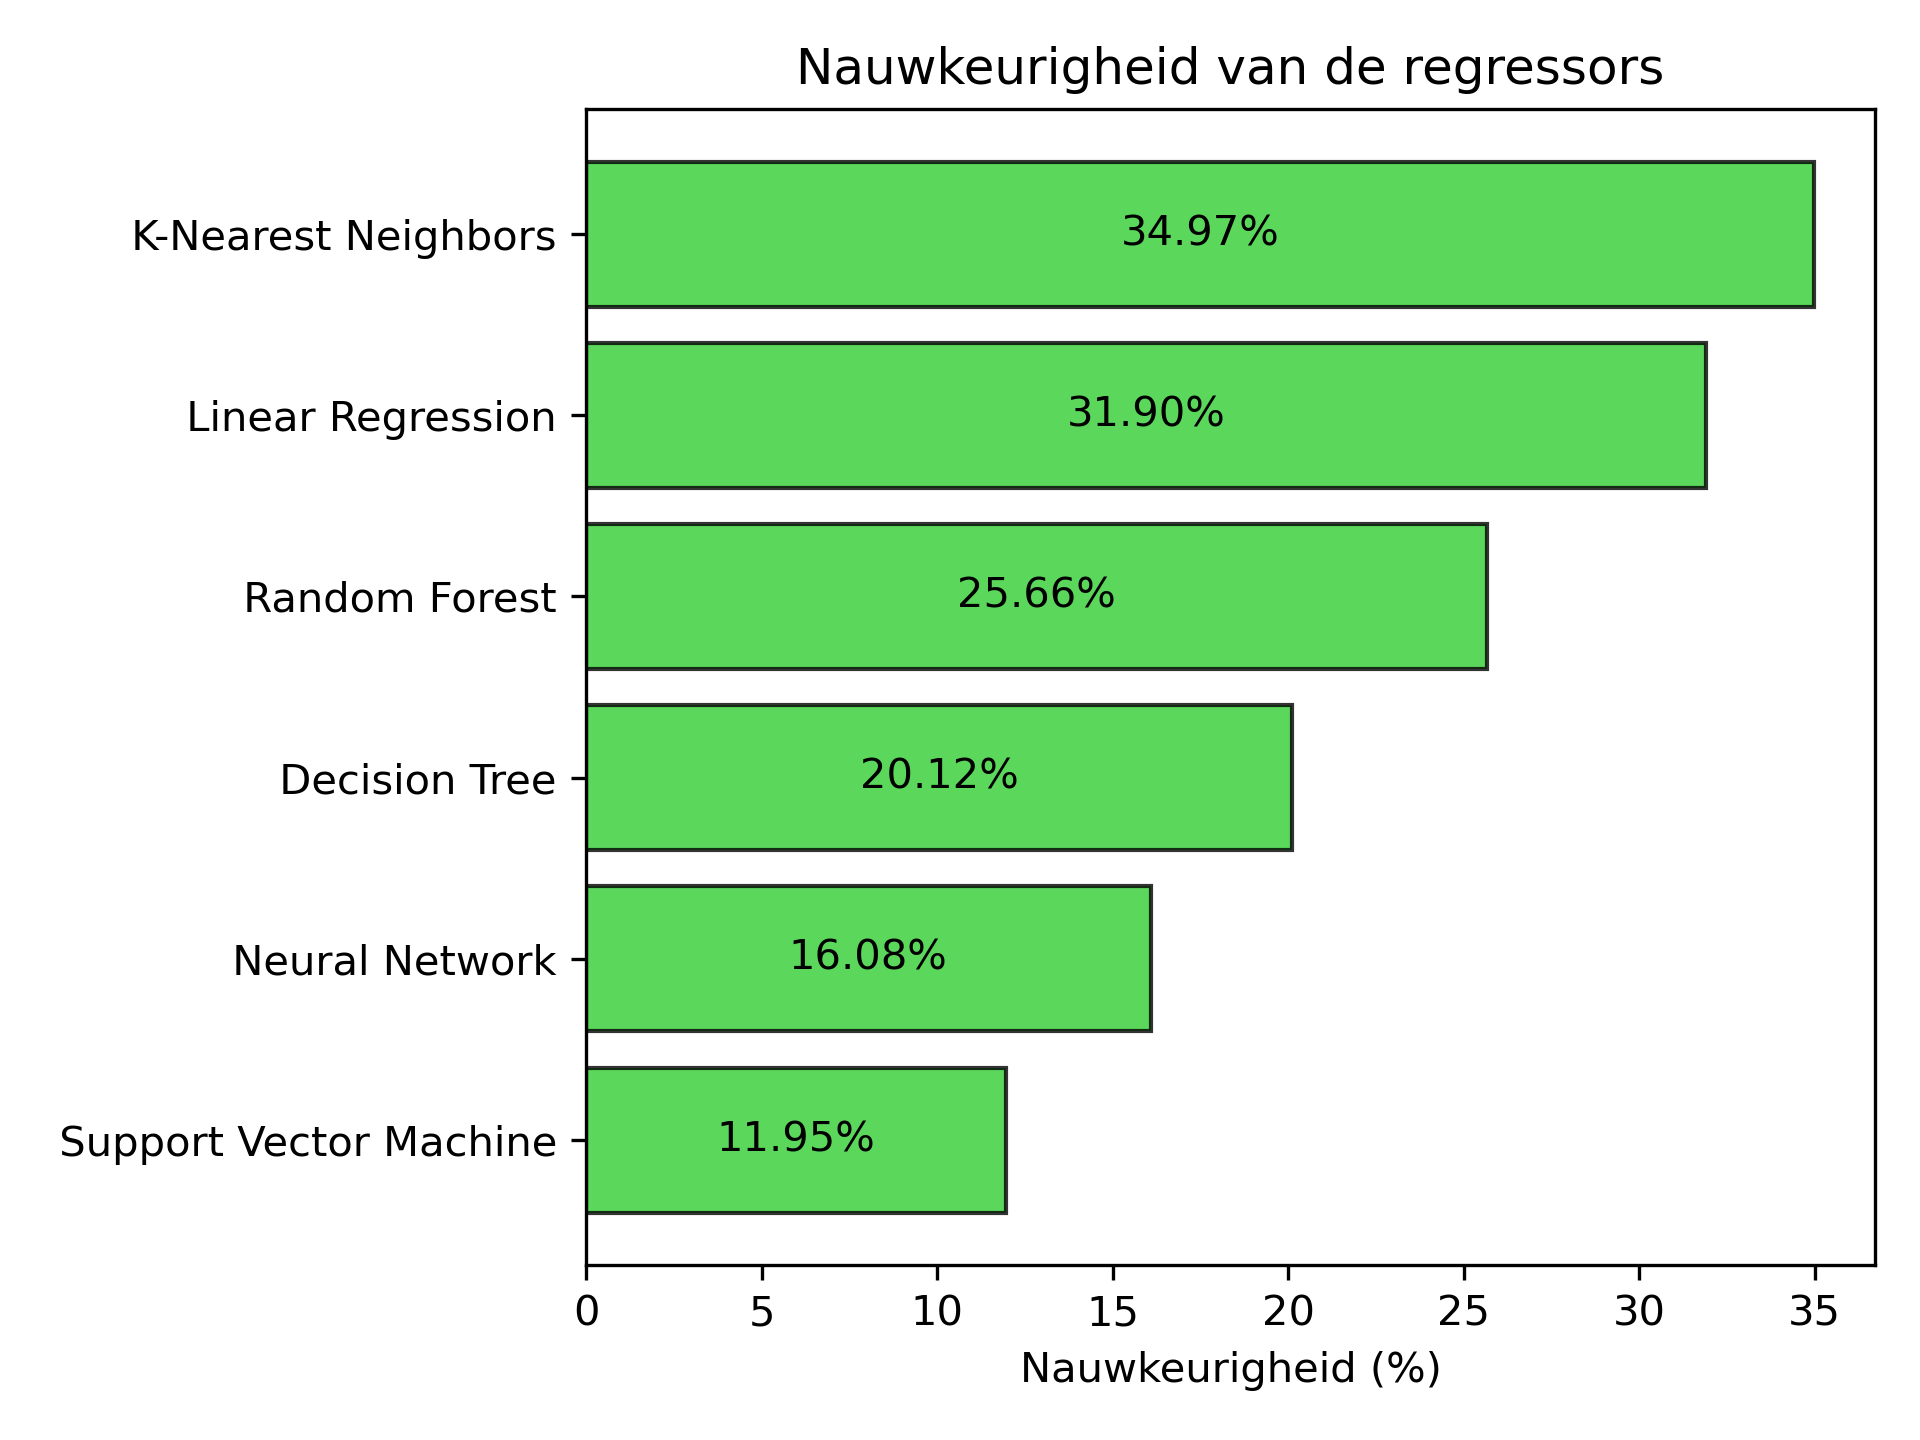 Nauwkeurigheid van de regressors
K-Nearest Neighbors
34.97%
Linear Regression
31.90%
Random Forest
25.66%
Decision Tree
20.12%
Neural Network
16.08%
Support Vector Machine
11.95%
0 5 10 15 20 25 30 35
Nauwkeurigheid (%)